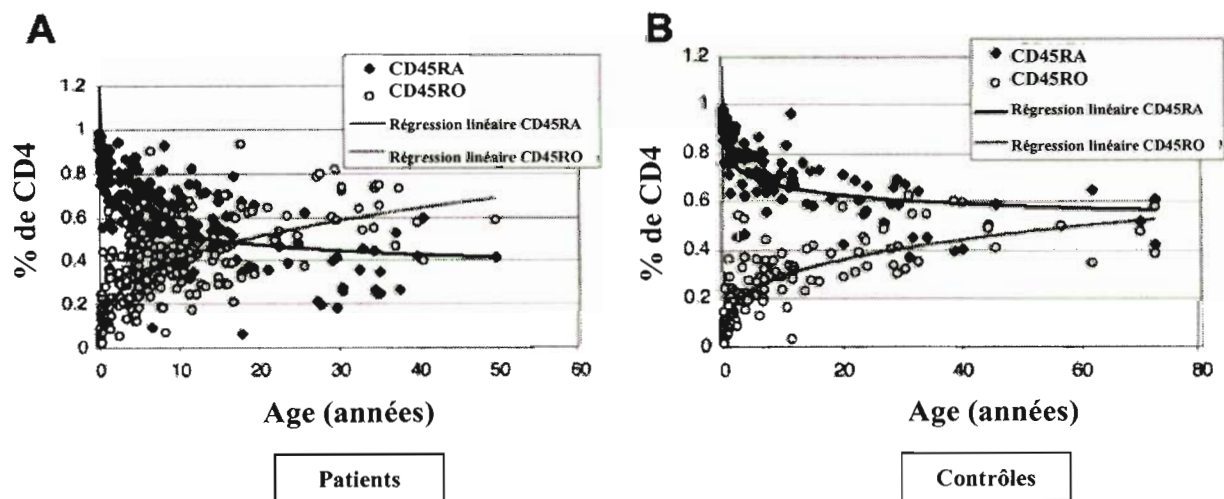 A
CD45RA
CD45RO
Régression linéaire CD45RA
Régression linéaire CD45RO
% de CD4
1.2
1
0.8
0.6
0.4
0.2
0
0 10 20 30 40 50 60
Age (années)
Patients
B
CD45RA
CD45RO
Régression linéaire CD45RA
Régression linéaire CD45RO
% de CD4
1.2
1
0.8
0.6
0.4
0.2
0
0 20 40 60 80
Age (années)
Contrôles